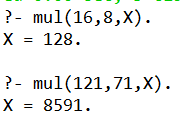 ?- mul(16,8,X).
X = 128.
?- mul(121,71,X).
X = 8591.